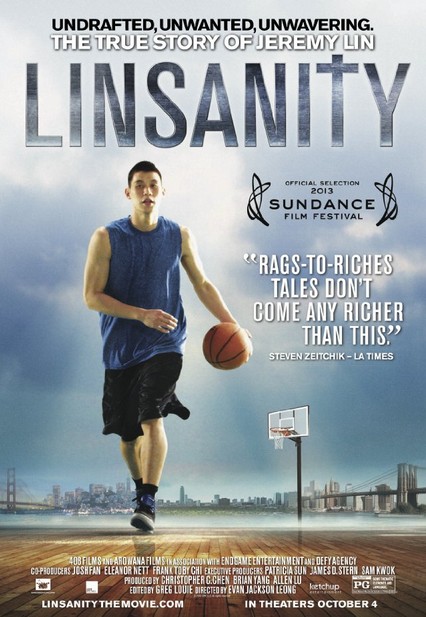 UNDRAFTED, UNWANTED, UNWAVERING.
THE TRUE STORY OF JEREMY LIN
LINSANITY
OFFICIAL SELECTION
2013
SUNDANCE
FILM FESTIVAL
“RAGS-TO-RICHES
TALES DON'T
COME ANY RICHER
THAN THIS.”
STEVEN ZEITCHIK – LA TIMES
408 FILMS AND AROWANA FILMS IN ASSOCIATION WITH ENDGAME ENTERTAINMENT AND DEFY AGENCY
CO-PRODUCERS JOSH FAN ELEANOR NETT FRANK TOBY CHI EXECUTIVE PRODUCERS PATRICIA SUN JAMES D. STERN SAM KWOK
PRODUCED BY CHRISTOPHER C. CHEN BRIAN YANG ALLEN LU
EDITED BY GREG LOUIE DIRECTED BY EVAN JACKSON LEONG
ketchup
PG
LINSANITYTHEMOVIE.COM IN THEATERS OCTOBER 4